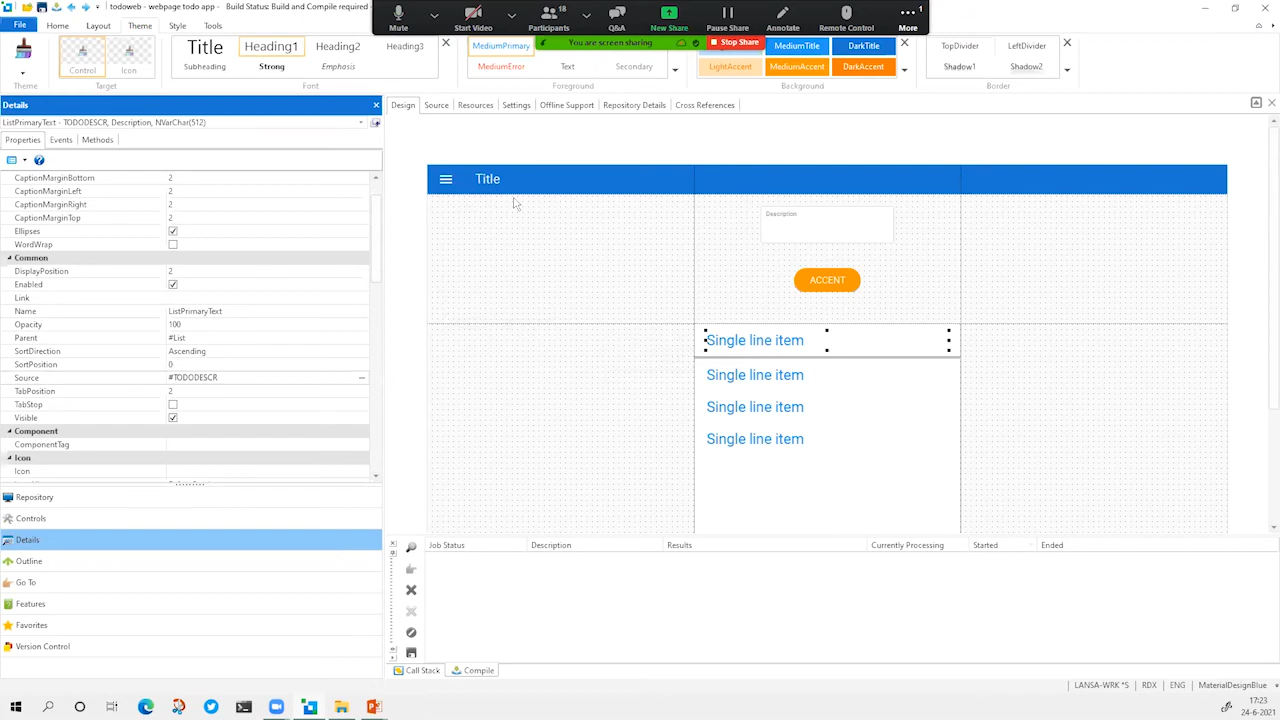 todoweb - webpage todo app - Build Status: Build and Compile required
File Home Layout Theme Style Tools
Mute Start Video Participants 18 Q&A New Share Pause Share Annotate Remote Control More
You are screen sharing Stop Share
Theme
Control Icon
Target
Title Heading1 Heading2 Heading3
Subheading Strong Emphasis
Font
MediumPrimary
MediumError Text Secondary
Foreground
MediumTitle DarkTitle
LightAccent MediumAccent DarkAccent
Background
TopDivider LeftDivider
Shadow1 Shadow2
Border
Details
ListPrimaryText - TODODESCR, Description, NVarChar(512)
Properties Events Methods
CaptionMarginBottom 2
CaptionMarginLeft 2
CaptionMarginRight 2
CaptionMarginTop 2
Ellipses
WordWrap
Common
DisplayPosition 2
Enabled
Link
Name ListPrimaryText
Opacity 100
Parent #List
SortDirection Ascending
SortPosition 0
Source #TODODESCR
TabPosition 2
TabStop
Visible
Component
ComponentTag
Icon
Icon
Repository
Controls
Details
Outline
Go To
Features
Favorites
Version Control
Design Source Resources Settings Offline Support Repository Details Cross References
Title
Description
ACCENT
Single line item
Single line item
Single line item
Single line item
Job Status Description Results Currently Processing Started Ended
Call Stack Compile
LANSA-WRK *S RDX ENG MaterialDesignBlue
17:23
24-6-2021